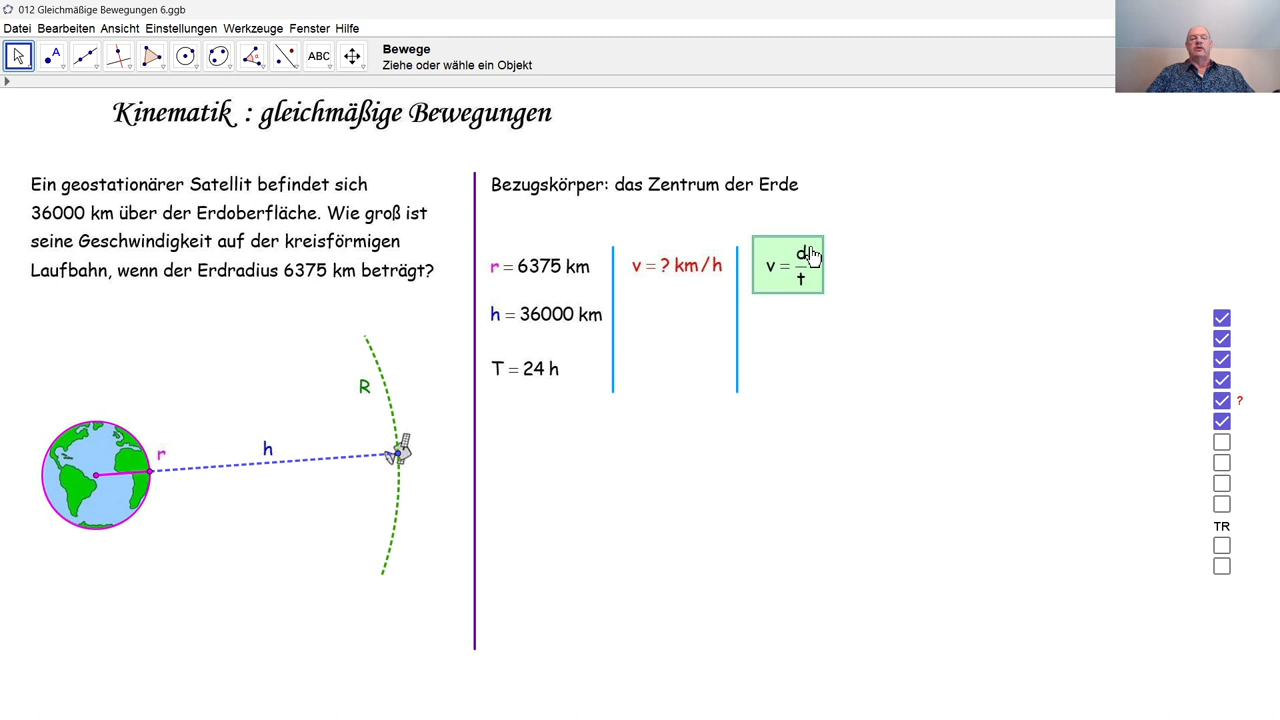 012 Gleichmäßige Bewegungen 6.ggb
Datei Bearbeiten Ansicht Einstellungen Werkzeuge Fenster Hilfe
A
ABC
Bewege
Ziehe oder wähle ein Objekt
Kinematik : gleichmäßige Bewegungen
Ein geostationärer Satellit befindet sich
36000 km über der Erdoberfläche. Wie groß ist
seine Geschwindigkeit auf der kreisförmigen
Laufbahn, wenn der Erdradius 6375 km beträgt?
R
r
h
Bezugskörper: das Zentrum der Erde
r = 6375 km
h = 36000 km
T = 24 h
v = ? km/h
v = d/t
?
TR